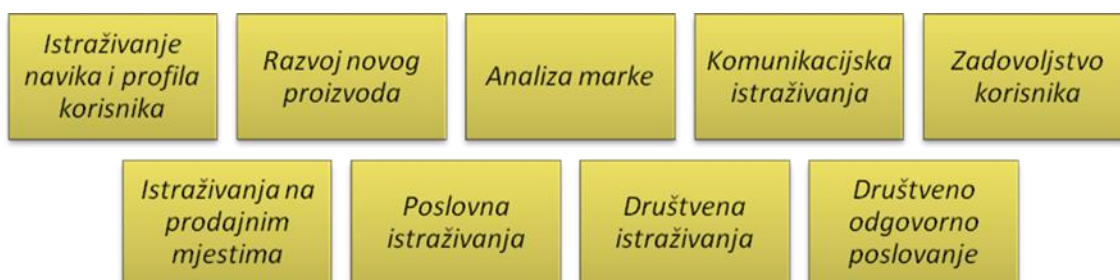 Istraživanje
navika i profila
korisnika
Razvoj novog
proizvoda
Analiza marke
Komunikacijska
istraživanja
Zadovoljstvo
korisnika
Istraživanja na
prodajnim
mjestima
Poslovna
istraživanja
Društvena
istraživanja
Društveno
odgovorno
poslovanje